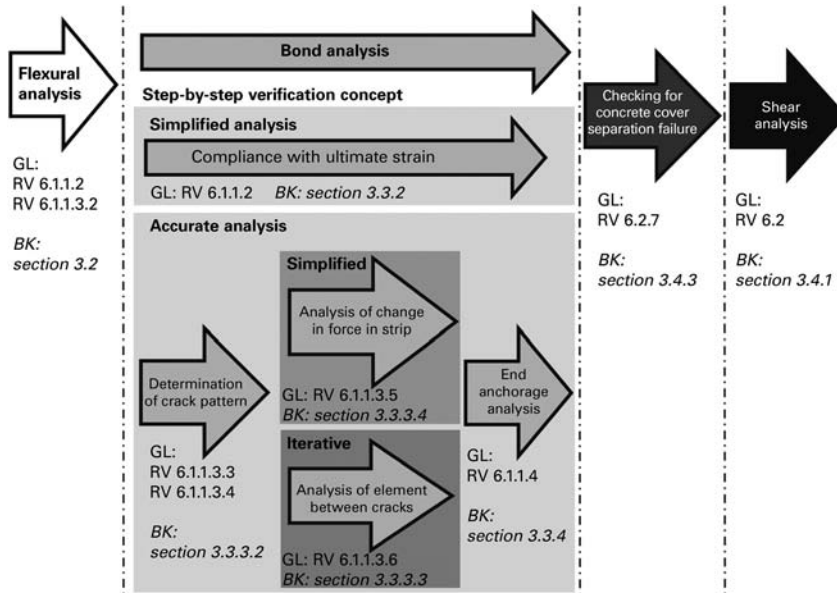 Flexural
analysis
GL:
RV 6.1.1.2
RV 6.1.1.3.2
BK:
section 3.2
Bond analysis
Step-by-step verification concept
Simplified analysis
Compliance with ultimate strain
GL: RV 6.1.1.2 BK: section 3.3.2
Accurate analysis
Determination
of crack pattern
GL:
RV 6.1.1.3.3
RV 6.1.1.3.4
BK:
section 3.3.3.2
Simplified
Analysis of change
in force in strip
GL: RV 6.1.1.3.5
BK: section 3.3.3.4
Iterative
Analysis of element
between cracks
GL: RV 6.1.1.3.6
BK: section 3.3.3.3
End
anchorage
analysis
GL:
RV 6.1.1.4
BK:
section 3.3.4
Checking for
concrete cover
separation failure
GL:
RV 6.2.7
BK:
section 3.4.3
Shear
analysis
GL:
RV 6.2
BK:
section 3.4.1